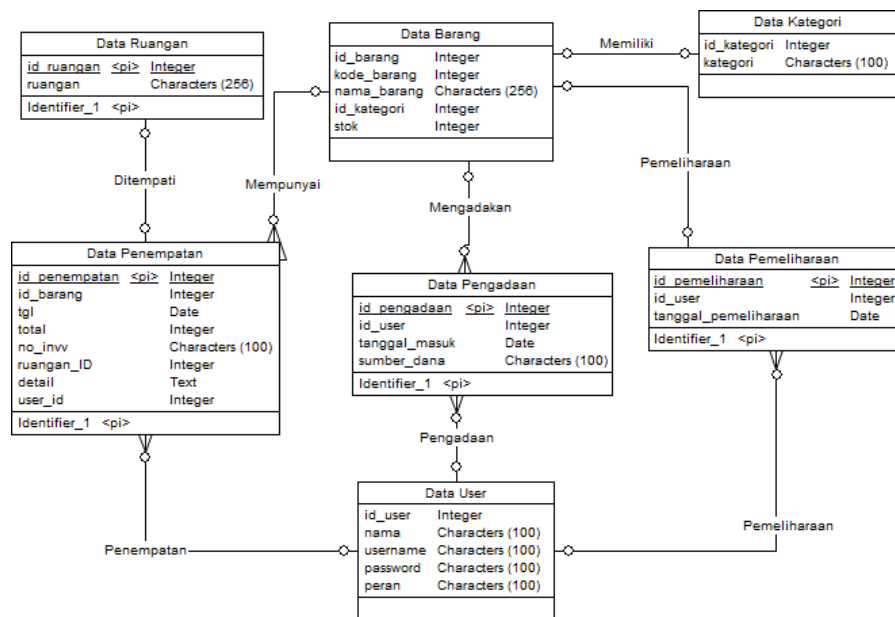 Data Ruangan
id_ruangan <pi> Integer
ruangan Characters (256)
Identifier_1 <pi>
Data Barang
id_barang Integer
kode_barang Integer
nama_barang Characters (256)
id_kategori Integer
stok Integer
Memiliki
Data Kategori
id_kategori Integer
kategori Characters (100)
Ditempati
Mempunyai
Mengadakan
Pemeliharaan
Data Penempatan
id_penempatan <pi> Integer
id_barang Integer
tgl Date
total Integer
no_invv Characters (100)
ruangan_ID Integer
detail Text
user_id Integer
Identifier_1 <pi>
Data Pengadaan
id_pengadaan <pi> Integer
id_user Integer
tanggal_masuk Date
sumber_dana Characters (100)
Identifier_1 <pi>
Data Pemeliharaan
id_pemeliharaan <pi> Integer
id_user Integer
tanggal_pemeliharaan Date
Identifier_1 <pi>
Pengadaan
Data User
id_user Integer
nama Characters (100)
username Characters (100)
password Characters (100)
peran Characters (100)
Penempatan
Pemeliharaan